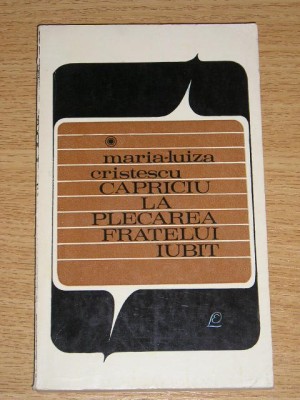 maria-luiza
cristescu
CAPRICIU
LA
PLECAREA
FRATELUI
IUBIT